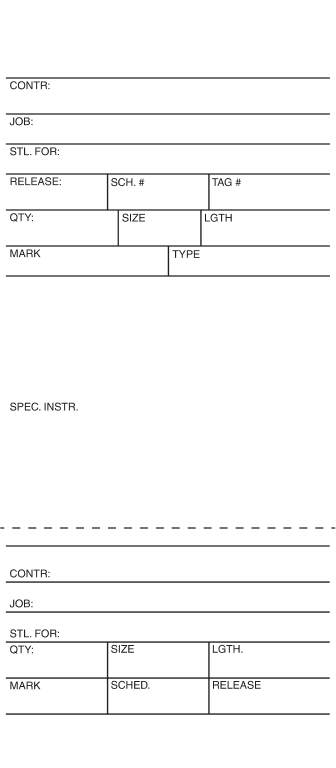 CONTR:
JOB:
STL. FOR:
RELEASE: SCH. # TAG #
QTY: SIZE LGTH
MARK TYPE
SPEC. INSTR.
CONTR:
JOB:
STL. FOR:
QTY: SIZE LGTH.
MARK SCHED. RELEASE